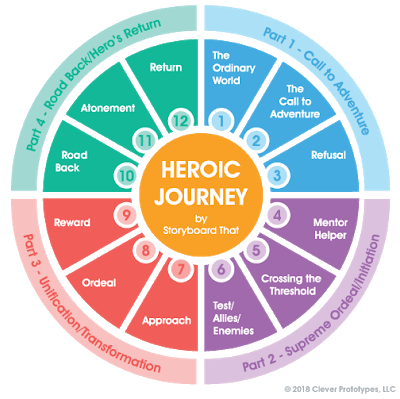 HEROIC
JOURNEY
by
Storyboard That
Part 1 - Call to Adventure
1
The
Ordinary
World
2
The
Call to
Adventure
3
Refusal
Part 2 - Supreme Ordeal/Initiation
4
Mentor
Helper
5
Crossing the
Threshold
6
Test/
Allies/
Enemies
Part 3 - Unification/Transformation
7
Approach
8
Ordeal
9
Reward
Part 4 - Road Back/Hero's Return
10
Road
Back
11
Atonement
12
Return
© 2018 Clever Prototypes, LLC